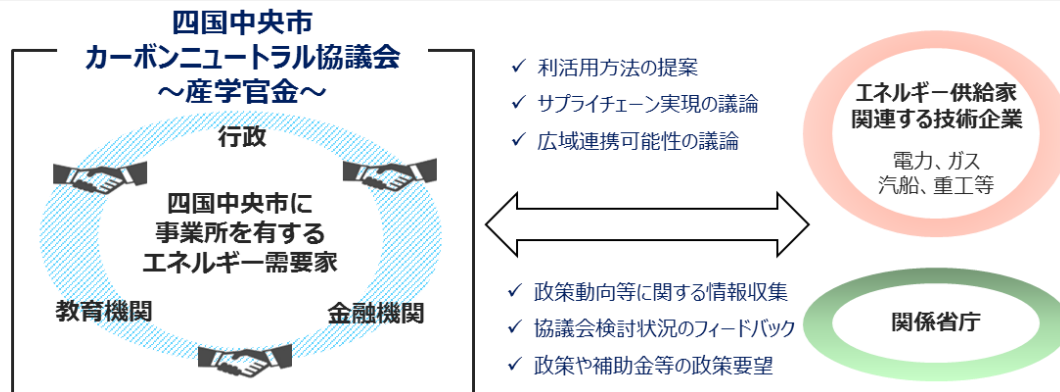 四国中央市
カーボンニュートラル協議会
～産学官金～
行政
四国中央市に
事業所を有する
エネルギー需要家
教育機関
金融機関
✓ 利活用方法の提案
✓ サプライチェーン実現の議論
✓ 広域連携可能性の議論
✓ 政策動向等に関する情報収集
✓ 協議会検討状況のフィードバック
✓ 政策や補助金等の政策要望
エネルギー供給家
関連する技術企業
電力、ガス
汽船、重工等
関係省庁